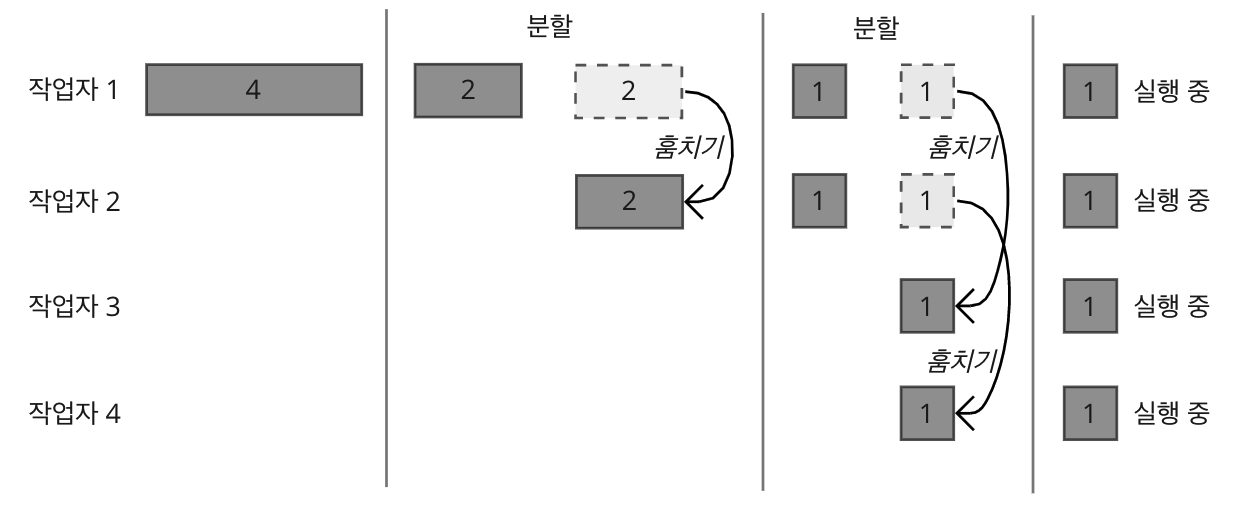 분할 분할
작업자 1 4 2 2 1 1 1 실행 중
훔치기 훔치기
작업자 2 2 1 1 1 실행 중
작업자 3 1 1 실행 중
훔치기
작업자 4 1 1 실행 중